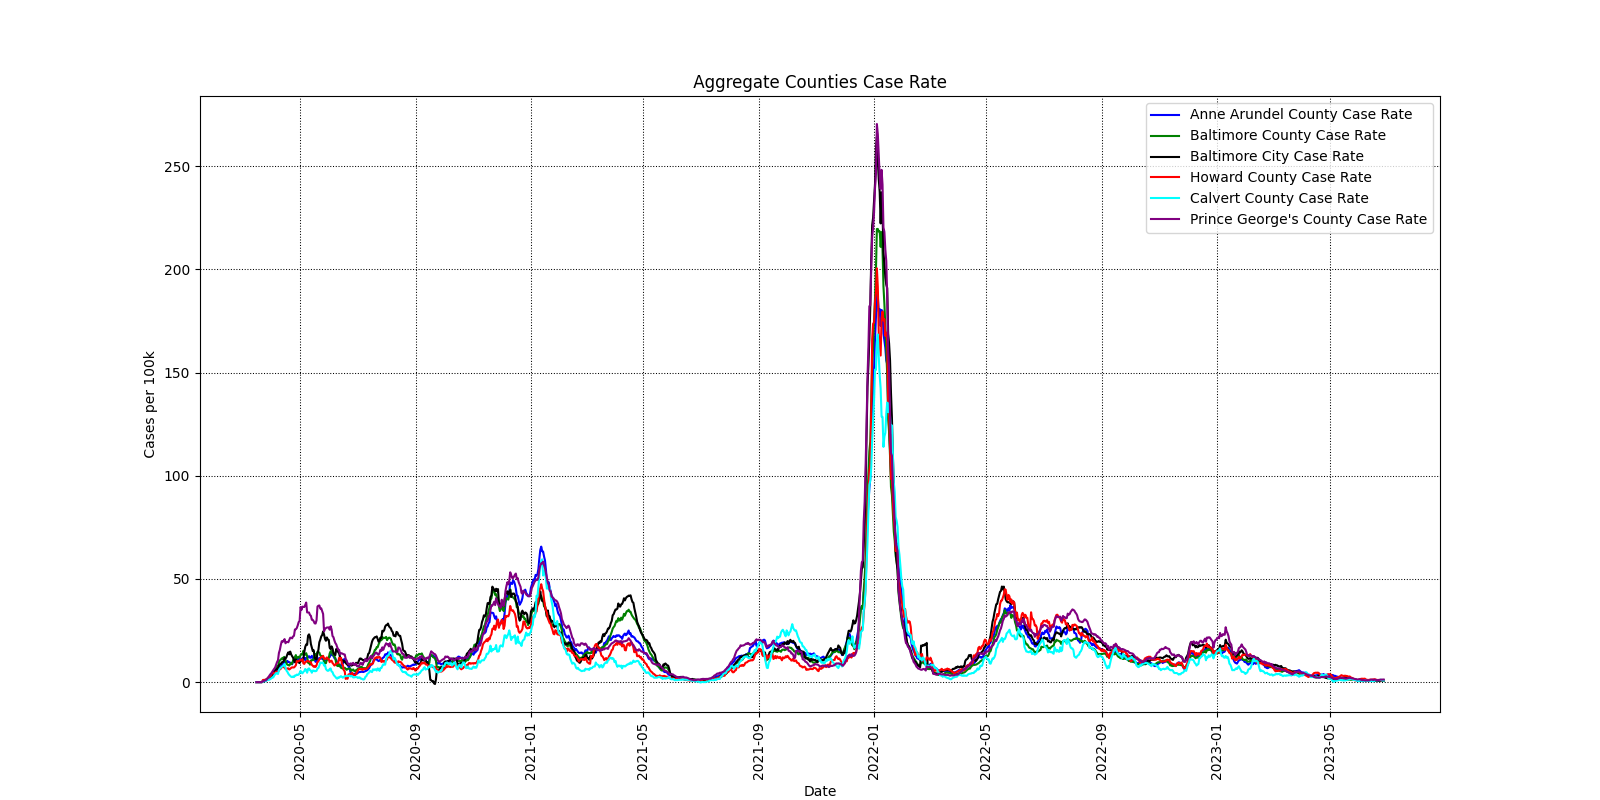 Aggregate Counties Case Rate
Anne Arundel County Case Rate
Baltimore County Case Rate
Baltimore City Case Rate
Howard County Case Rate
Calvert County Case Rate
Prince George's County Case Rate
Cases per 100k
250
200
150
100
50
0
2020-05
2020-09
2021-01
2021-05
2021-09
2022-01
2022-05
2022-09
2023-01
2023-05
Date